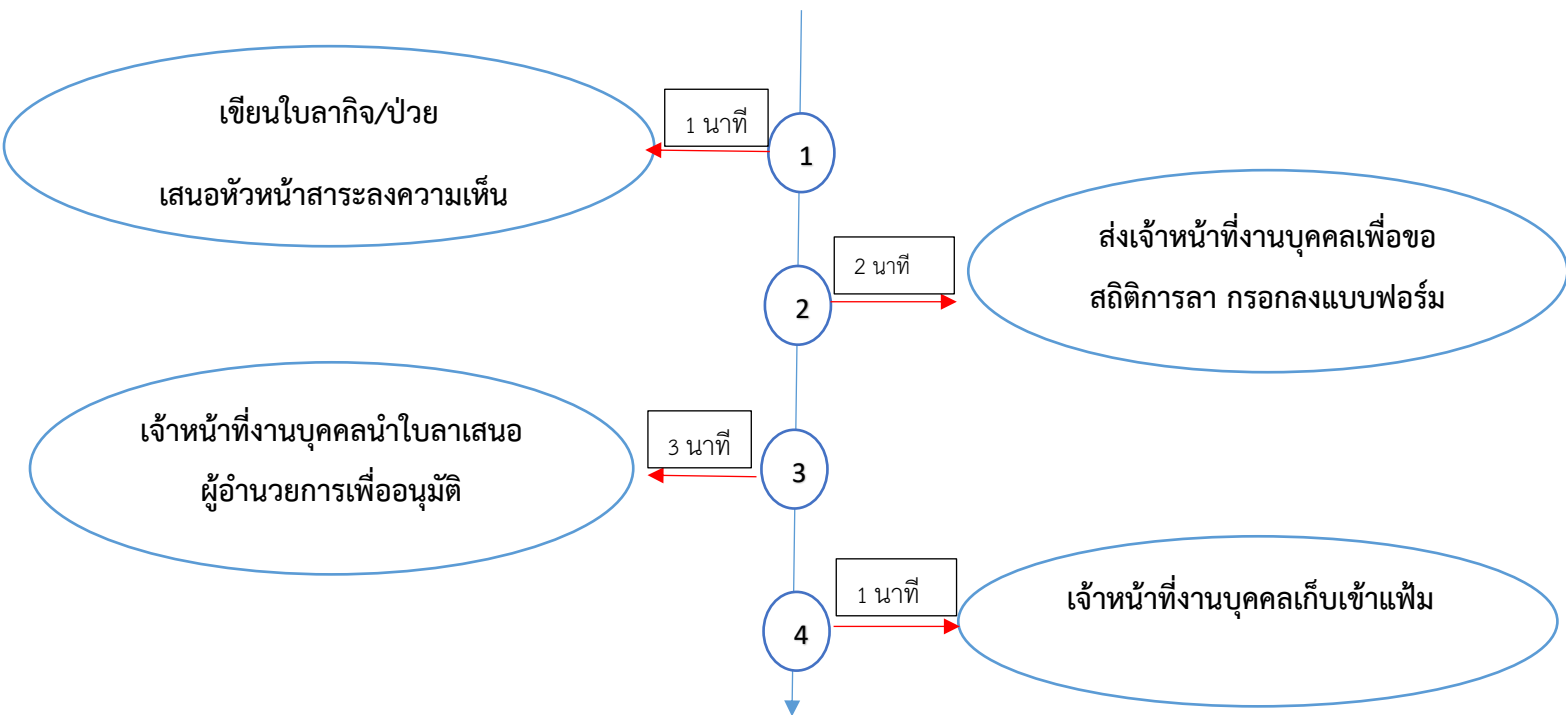 เขียนใบลากิจ/ป่วย
เสนอหัวหน้าสาระลงความเห็น
1 นาที
1
ส่งเจ้าหน้าที่งานบุคคลเพื่อขอ
สถิติการลา กรอกลงแบบฟอร์ม
2 นาที
2
เจ้าหน้าที่งานบุคคลนำใบลาเสนอ
ผู้อำนวยการเพื่ออนุมัติ
3 นาที
3
1 นาที
4
เจ้าหน้าที่งานบุคคลเก็บเข้าแฟ้ม